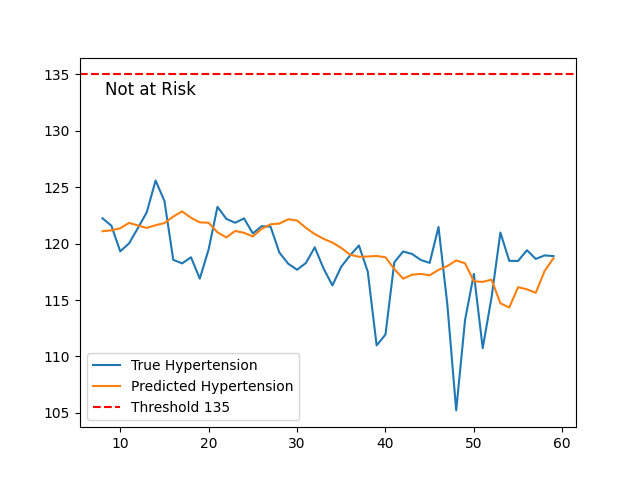 135
Not at Risk
130
125
120
115
110
105
True Hypertension
Predicted Hypertension
Threshold 135
10 20 30 40 50 60